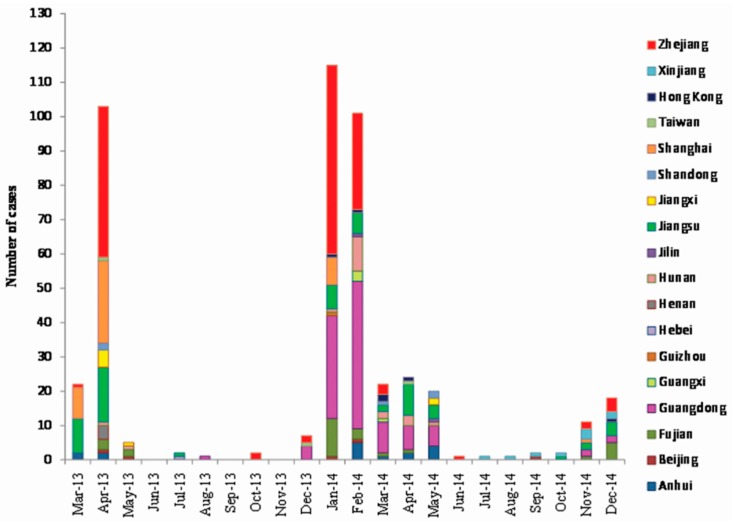 130
120
110
100
90
80
70
60
50
40
30
20
10
0
Number of cases
Mar-13
Apr-13
May-13
Jun-13
Jul-13
Aug-13
Sep-13
Oct-13
Nov-13
Dec-13
Jan-14
Feb-14
Mar-14
Apr-14
May-14
Jun-14
Jul-14
Aug-14
Sep-14
Oct-14
Nov-14
Dec-14
Zhejiang
Xinjiang
Hong Kong
Taiwan
Shanghai
Shandong
Jiangxi
Jiangsu
Jilin
Hunan
Henan
Hebei
Guizhou
Guangxi
Guangdong
Fujian
Beijing
Anhui